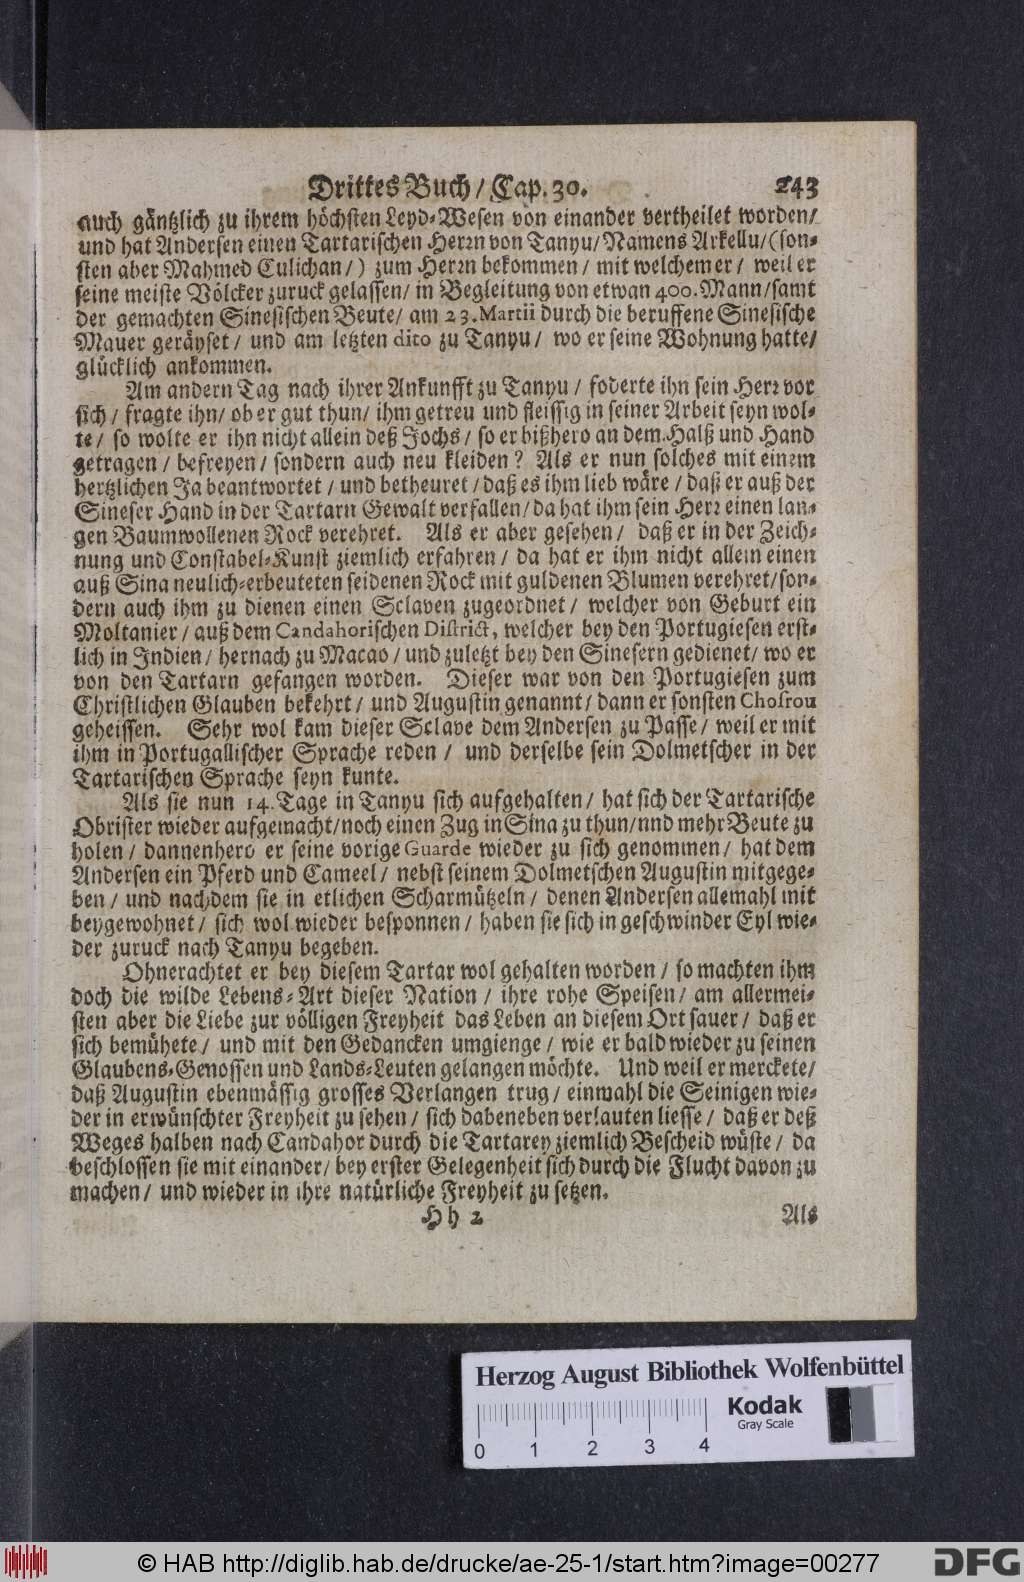 Drittes Buch / Cap. 30. 243
auch gäntzlich zu ihrem höchsten Leyd-Wesen von einander vertheilet worden /
und hat Andersen einen Tartarischen Herrn von Tanyu / Namens Arkellu / (son-
sten aber Mahmed Culichan / ) zum Herrn bekommen / mit welchem er / weil er
seine meiste Völcker zuruck gelassen / in Begleitung von etwan 400. Mann / samt
der gemachten Sinesischen Beute / am 23. Martii durch die beruffene Sinesische
Mauer geräyset / und am letzten dito zu Tanyu / wo er seine Wohnung hatte /
glücklich ankommen.
Am andern Tag nach ihrer Ankunfft zu Tanyu / foderte ihn sein Herr vor
sich / fragte ihn / ob er gut thun / ihm getreu und fleissig in seiner Arbeit seyn wol-
te / so wolte er ihn nicht allein deß Jochs / so er bißhero an dem Halß und Hand
getragen / befreyen / sondern auch neu kleiden? Als er nun solches mit einem
hertzlichen Ja beantwortet / und betheuret / daß es ihm lieb wäre / daß er auß der
Sineser Hand in der Tartarn Gewalt verfallen / da hat ihm sein Herr einen lan-
gen Baumwollenen Rock verehret. Als er aber gesehen / daß er in der Zeich-
nung und Constabel-Kunst ziemlich erfahren / da hat er ihm nicht allein einen
auß Sina neulich-erbeuteten seidenen Rock mit guldenen Blumen verehret / son-
dern auch ihm zu dienen einen Sclaven zugeordnet / welcher von Geburt ein
Moltanier / auß dem Candahorischen District, welcher bey den Portugiesen erst-
lich in Indien / hernach zu Macao / und zuletzt bey den Sinesern gedienet / wo er
von den Tartarn gefangen worden. Dieser war von den Portugiesen zum
Christlichen Glauben bekehrt / und Augustin genannt / dann er sonsten Chosrou
geheissen. Sehr wol kam dieser Sclave dem Andersen zu Passe / weil er mit
ihm in Portugallischer Sprache reden / und derselbe sein Dolmetscher in der
Tartarischen Sprache seyn kunte.
Als sie nun 14. Tage in Tanyu sich aufgehalten / hat sich der Tartarische
Obrister wieder aufgemacht / noch einen Zug in Sina zu thun / nnd mehr Beute zu
holen / dannenhero er seine vorige Guarde wieder zu sich genommen / hat dem
Andersen ein Pferd und Cameel / nebst seinem Dolmetschen Augustin mitgege-
ben / und nachdem sie in etlichen Scharmützeln / denen Andersen allemahl mit
beygewohnet / sich wol wieder besponnen / haben sie sich in geschwinder Eyl wie-
der zuruck nach Tanyu begeben.
Ohnerachtet er bey diesem Tartar wol gehalten worden / so machten ihm
doch die wilde Lebens-Art dieser Nation / ihre rohe Speisen / am allermei-
sten aber die Liebe zur völligen Freyheit das Leben an diesem Ort sauer / daß er
sich bemühete / und mit den Gedancken umgienge / wie er bald wieder zu seinen
Glaubens-Genossen und Lands-Leuten gelangen möchte. Und weil er merckete /
daß Augustin ebenmässig grosses Verlangen trug / einmahl die Seinigen wie-
der in erwünschter Freyheit zu sehen / sich dabeneben verlauten liesse / daß er deß
Weges halben nach Candahor durch die Tartarey ziemlich Bescheid wüste / da
beschlossen sie mit einander / bey erster Gelegenheit sich durch die Flucht davon zu
machen / und wieder in ihre natürliche Freyheit zu setzen.
Hh 2 Als
Herzog August Bibliothek Wolfenbüttel
Kodak
Gray Scale
0 1 2 3 4
© HAB http://diglib.hab.de/drucke/ae-25-1/start.htm?image=00277
DFG